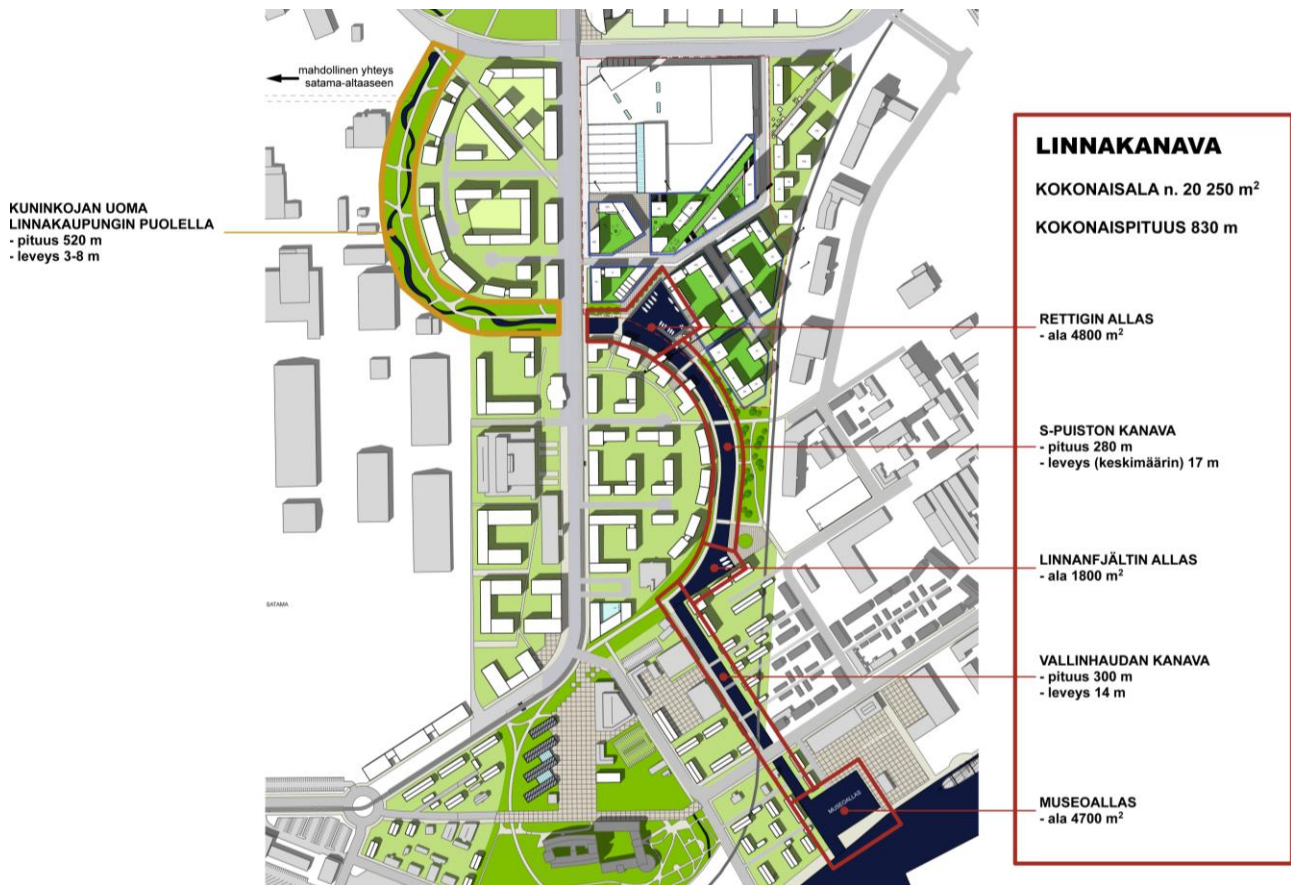 mahdollinen yhteys
satama-altaaseen
KUNINKOJAN UOMA
LINNAKAUPUNGIN PUOLELLA
- pituus 520 m
- leveys 3-8 m
SATAMA
MUSEOALLAS
LINNAKANAVA
KOKONAISALA n. 20 250 m²
KOKONAISPITUUS 830 m
RETTIGIN ALLAS
- ala 4800 m²
S-PUISTON KANAVA
- pituus 280 m
- leveys (keskimäärin) 17 m
LINNANFJÄLTIN ALLAS
- ala 1800 m²
VALLINHAUDAN KANAVA
- pituus 300 m
- leveys 14 m
MUSEOALLAS
- ala 4700 m²